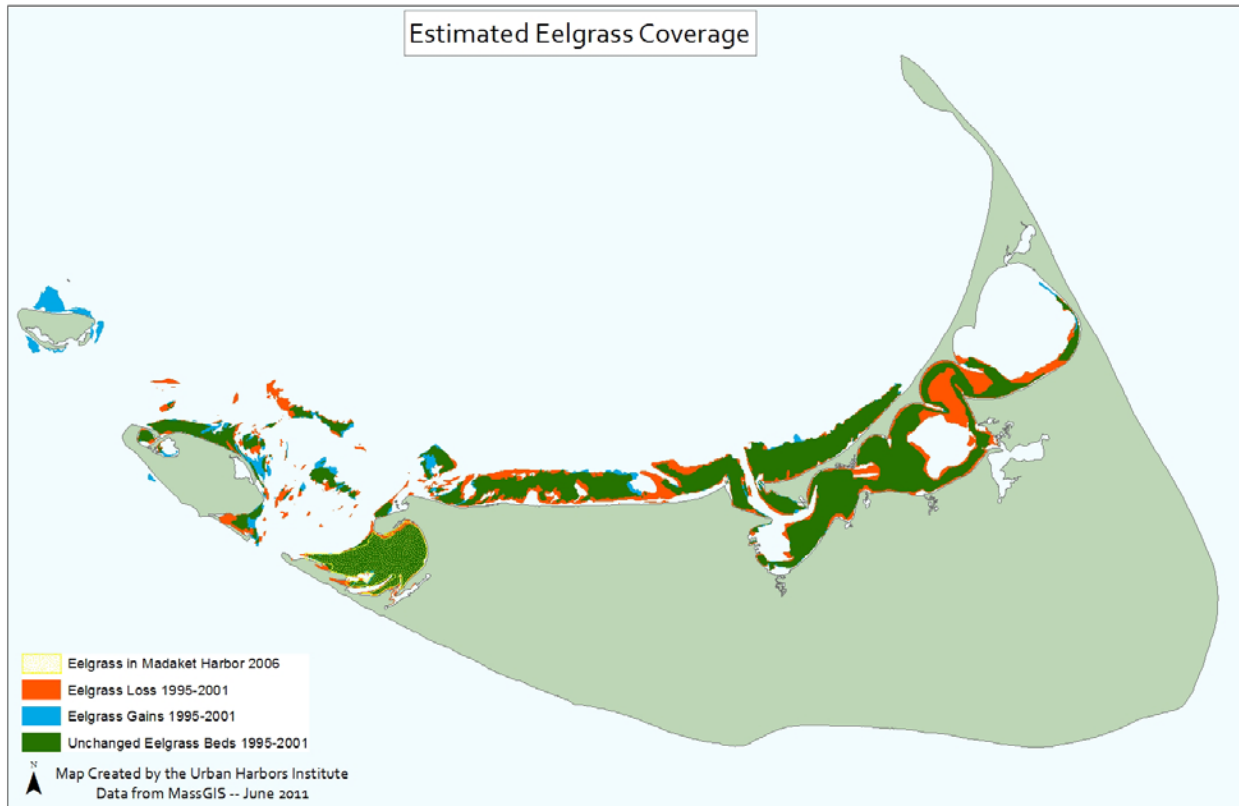 Estimated Eelgrass Coverage
Eelgrass in Madaket Harbor 2006
Eelgrass Loss 1995-2001
Eelgrass Gains 1995-2001
Unchanged Eelgrass Beds 1995-2001
N
Map Created by the Urban Harbors Institute
Data from MassGIS -- June 2011